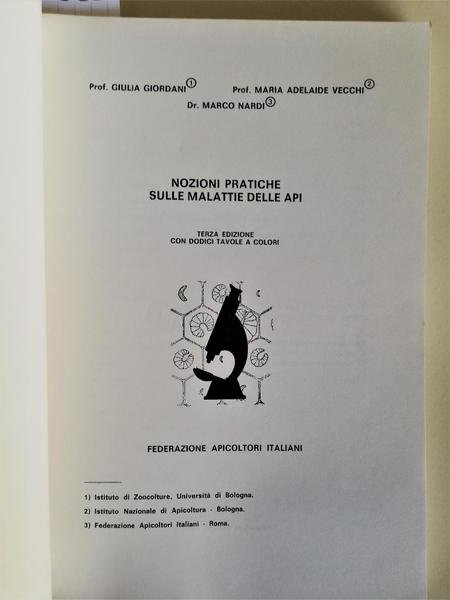 Prof. GIULIA GIORDANI① Prof. MARIA ADELAIDE VECCHI②
Dr. MARCO NARDI③
NOZIONI PRATICHE
SULLE MALATTIE DELLE API
TERZA EDIZIONE
CON DODICI TAVOLE A COLORI
FEDERAZIONE APICOLTORI ITALIANI
1) Istituto di Zoocolture, Università di Bologna.
2) Istituto Nazionale di Apicoltura - Bologna.
3) Federazione Apicoltori Italiani - Roma.